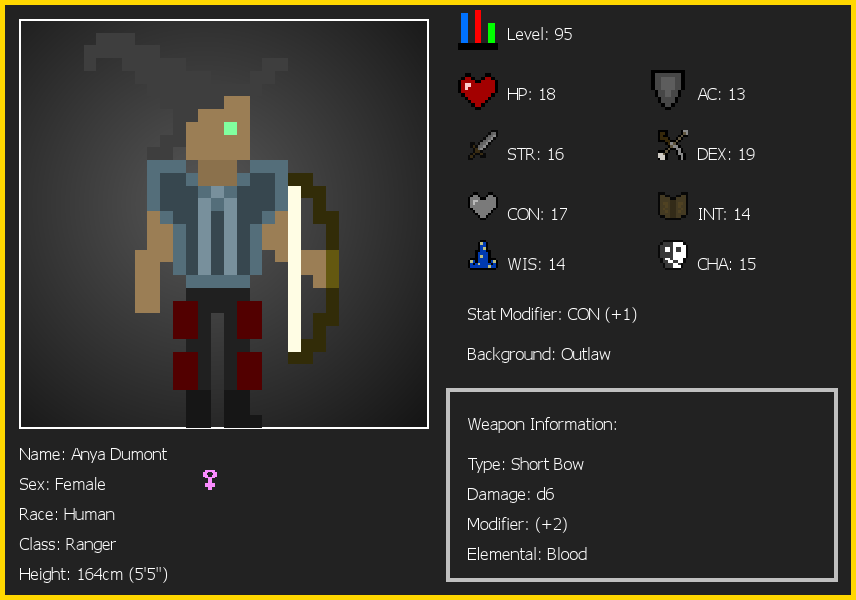 Level: 95
HP: 18
AC: 13
STR: 16
DEX: 19
CON: 17
INT: 14
WIS: 14
CHA: 15
Stat Modifier: CON (+1)
Background: Outlaw
Weapon Information:
Type: Short Bow
Damage: d6
Modifier: (+2)
Elemental: Blood
Name: Anya Dumont
Sex: Female
Race: Human
Class: Ranger
Height: 164cm (5'5")